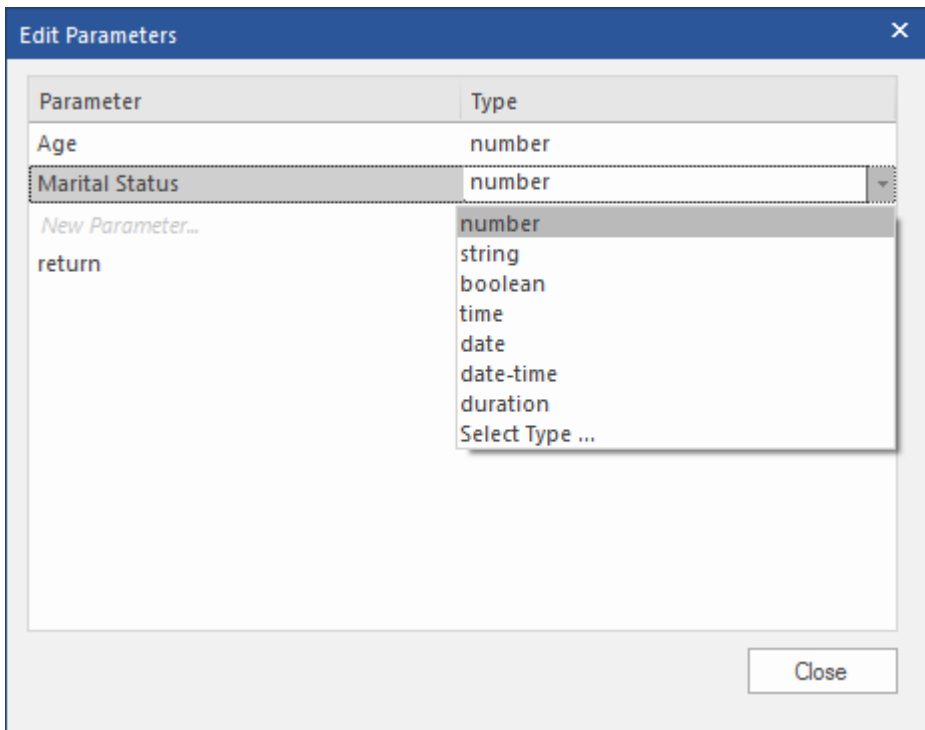 Edit Parameters
Parameter Type
Age number
Marital Status number
New Parameter...
number
string
return
boolean
time
date
date-time
duration
Select Type ...
Close